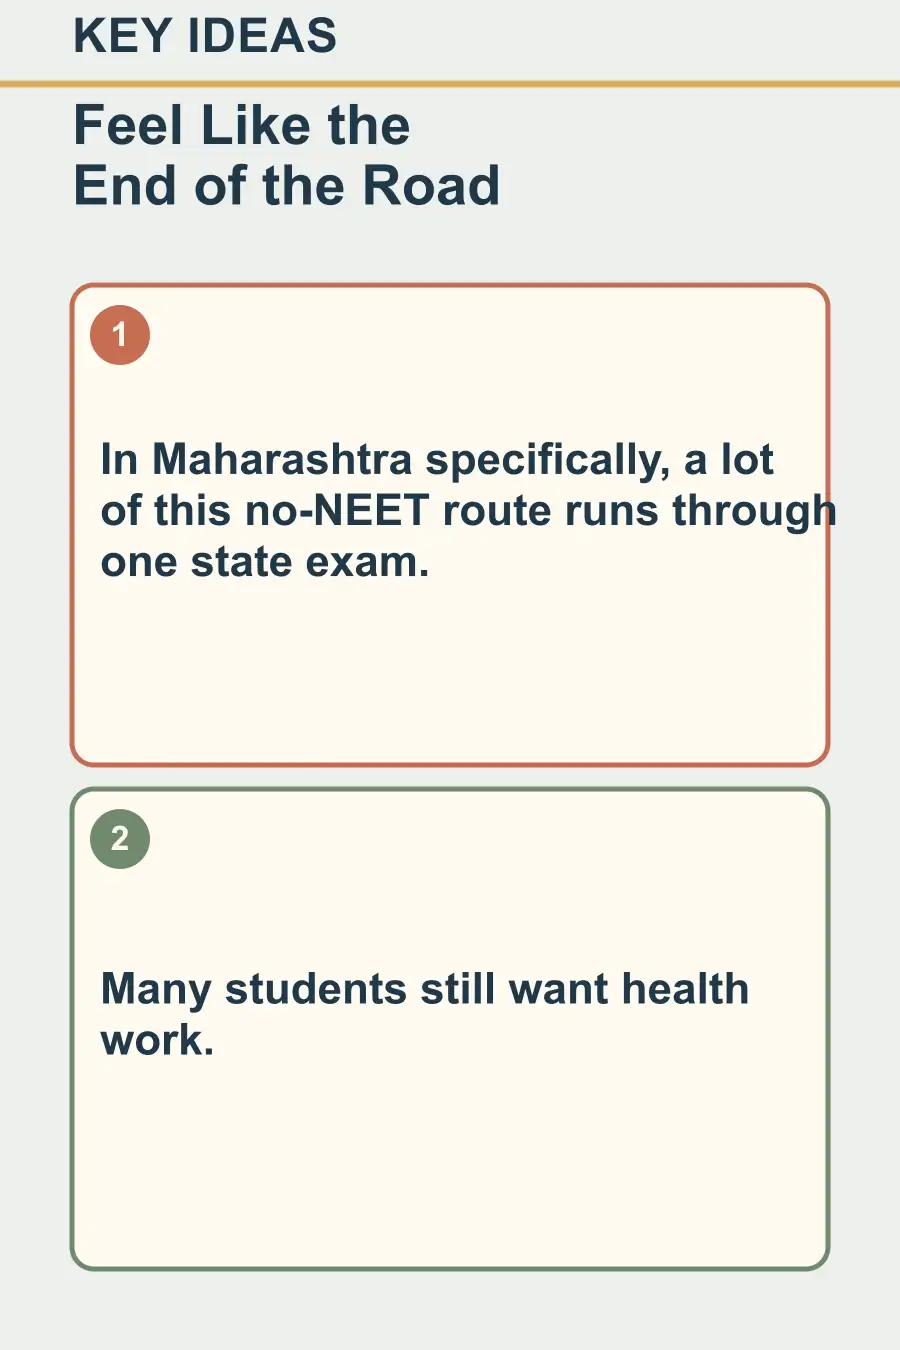 KEY IDEAS
Feel Like the
End of the Road
1
In Maharashtra specifically, a lot
of this no-NEET route runs through
one state exam.
2
Many students still want health
work.